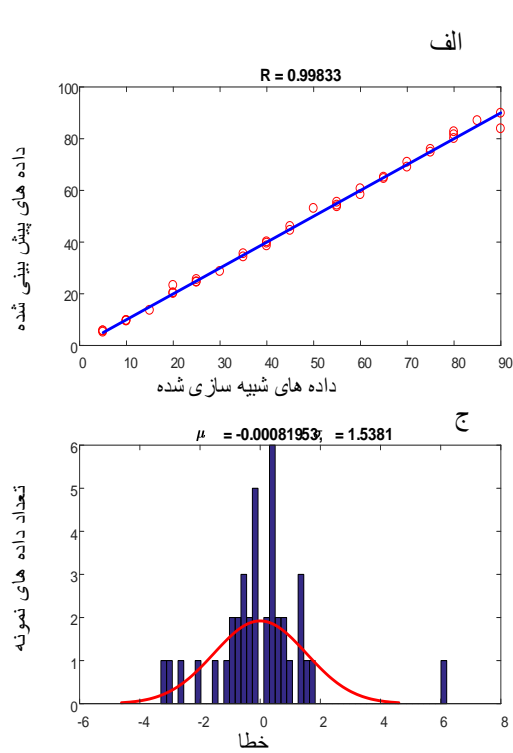 الف
R = 0.99833
داده های پیش بینی شده
100
80
60
40
20
0
0 10 20 30 40 50 60 70 80 90
داده های شبیه سازی شده
ج
μ = -0.00081953, σ = 1.5381
تعداد داده های نمونه
6
5
4
3
2
1
0
-6 -4 -2 0 2 4 6 8
خطا